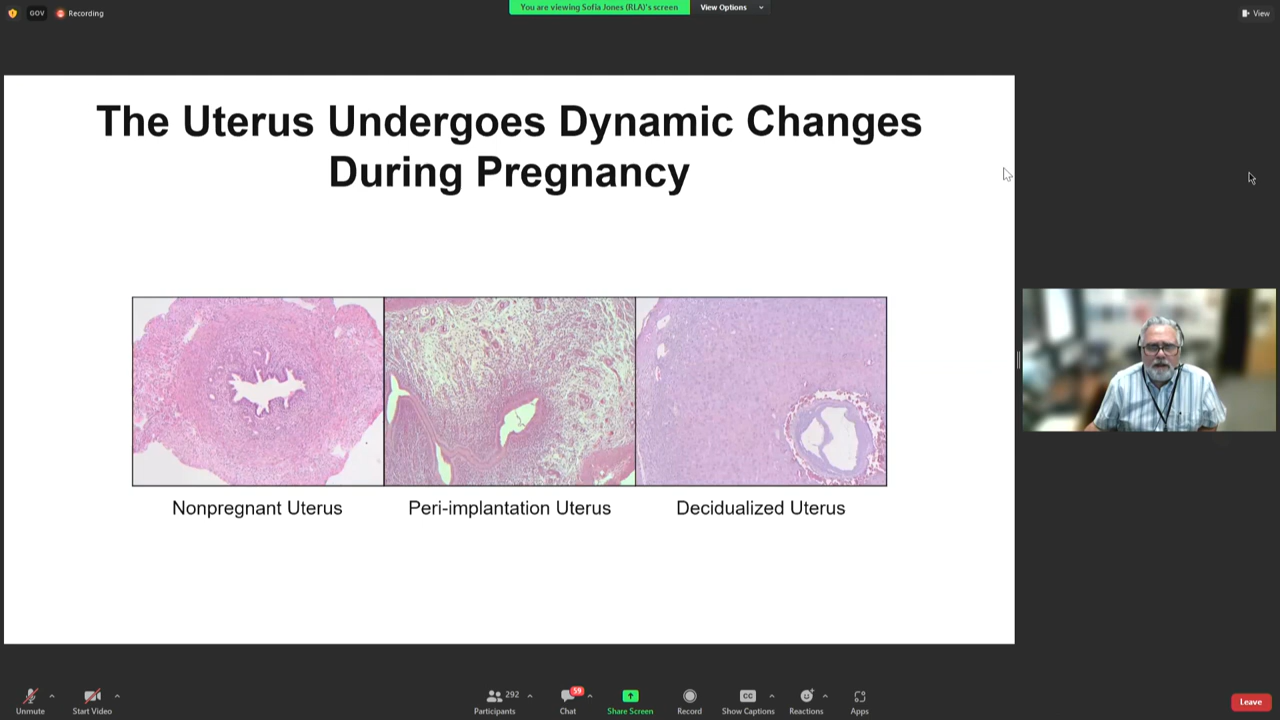 GOV
Recording
You are viewing Sofia Jones (RLA)'s screen
View Options
View
The Uterus Undergoes Dynamic Changes
During Pregnancy
Nonpregnant Uterus
Peri-implantation Uterus
Decidualized Uterus
Unmute
Start Video
292
Participants
59
Chat
Share Screen
Record
CC
Show Captions
Reactions
Apps
Leave